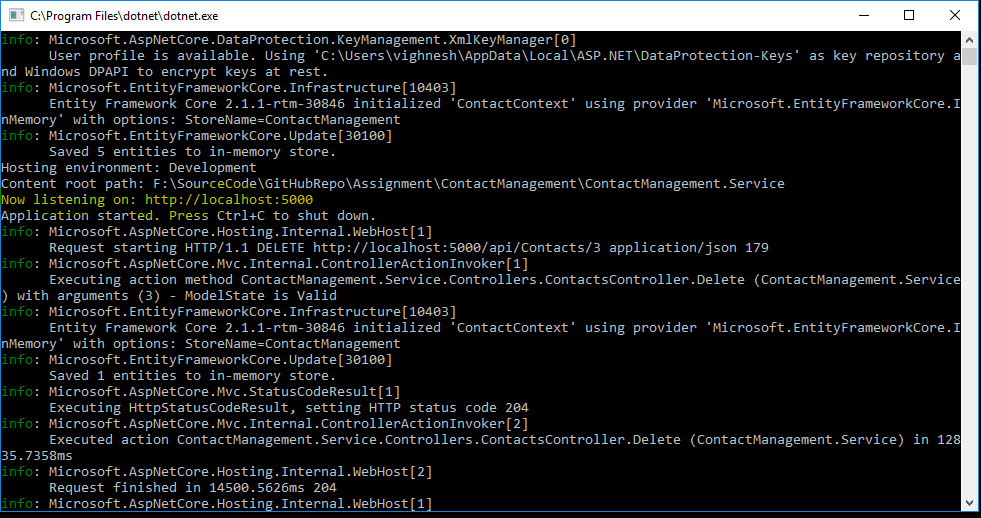 C:\Program Files\dotnet\dotnet.exe
info: Microsoft.AspNetCore.DataProtection.KeyManagement.XmlKeyManager[0]
User profile is available. Using 'C:\Users\vighnesh\AppData\Local\ASP.NET\DataProtection-Keys' as key repository a
nd Windows DPAPI to encrypt keys at rest.
info: Microsoft.EntityFrameworkCore.Infrastructure[10403]
Entity Framework Core 2.1.1-rtm-30846 initialized 'ContactContext' using provider 'Microsoft.EntityFrameworkCore.I
nMemory' with options: StoreName=ContactManagement
info: Microsoft.EntityFrameworkCore.Update[30100]
Saved 5 entities to in-memory store.
Hosting environment: Development
Content root path: F:\SourceCode\GitHubRepo\Assignment\ContactManagement\ContactManagement.Service
Now listening on: http://localhost:5000
Application started. Press Ctrl+C to shut down.
info: Microsoft.AspNetCore.Hosting.Internal.WebHost[1]
Request starting HTTP/1.1 DELETE http://localhost:5000/api/Contacts/3 application/json 179
info: Microsoft.AspNetCore.Mvc.Internal.ControllerActionInvoker[1]
Executing action method ContactManagement.Service.Controllers.ContactsController.Delete (ContactManagement.Service
) with arguments (3) - ModelState is Valid
info: Microsoft.EntityFrameworkCore.Infrastructure[10403]
Entity Framework Core 2.1.1-rtm-30846 initialized 'ContactContext' using provider 'Microsoft.EntityFrameworkCore.I
nMemory' with options: StoreName=ContactManagement
info: Microsoft.EntityFrameworkCore.Update[30100]
Saved 1 entities to in-memory store.
info: Microsoft.AspNetCore.Mvc.StatusCodeResult[1]
Executing HttpStatusCodeResult, setting HTTP status code 204
info: Microsoft.AspNetCore.Mvc.Internal.ControllerActionInvoker[2]
Executed action ContactManagement.Service.Controllers.ContactsController.Delete (ContactManagement.Service) in 128
35.7358ms
info: Microsoft.AspNetCore.Hosting.Internal.WebHost[2]
Request finished in 14500.5626ms 204
info: Microsoft.AspNetCore.Hosting.Internal.WebHost[1]